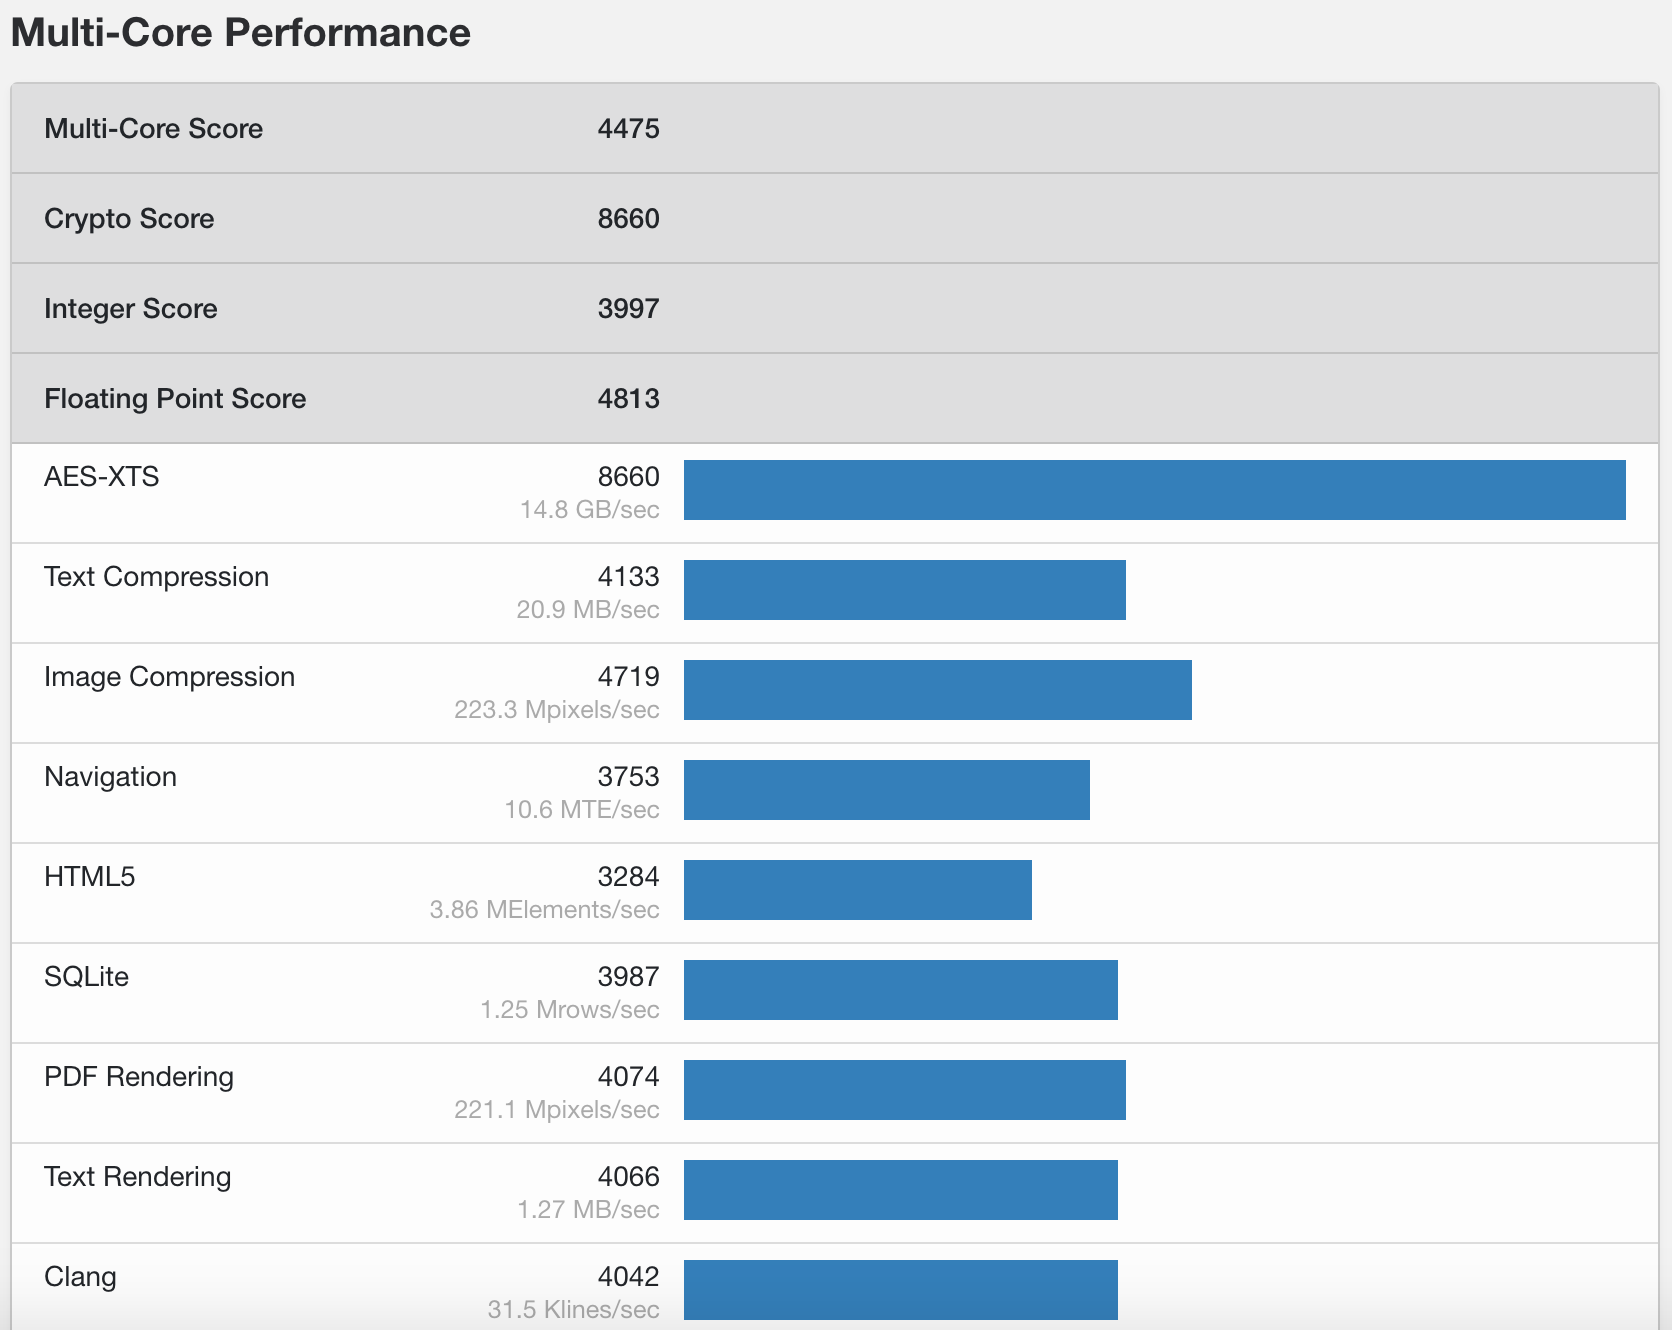 Multi-Core Performance
Multi-Core Score 4475
Crypto Score 8660
Integer Score 3997
Floating Point Score 4813
AES-XTS 8660
14.8 GB/sec
Text Compression 4133
20.9 MB/sec
Image Compression 4719
223.3 Mpixels/sec
Navigation 3753
10.6 MTE/sec
HTML5 3284
3.86 MElements/sec
SQLite 3987
1.25 Mrows/sec
PDF Rendering 4074
221.1 Mpixels/sec
Text Rendering 4066
1.27 MB/sec
Clang 4042
31.5 Klines/sec